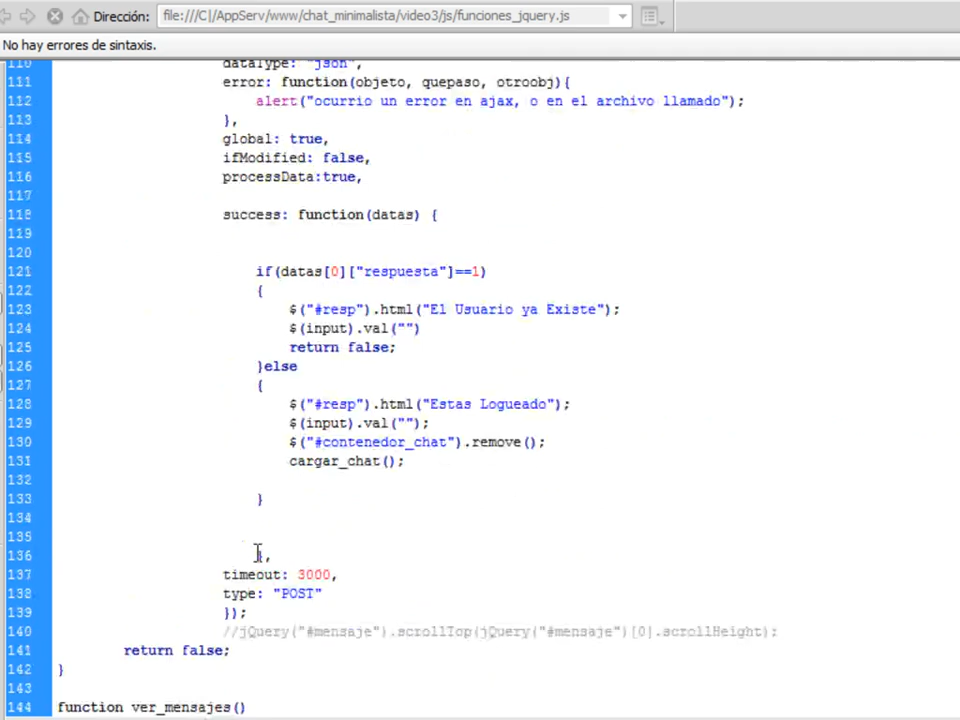 Dirección: file:///C|/AppServ/www/chat_minimalista/video3/js/funciones_jquery.js
No hay errores de sintaxis.
110 dataType: "json",
111 error: function(objeto, quepaso, otroobj){
112 alert("ocurrio un error en ajax, o en el archivo llamado");
113 },
114 global: true,
115 ifModified: false,
116 processData:true,
117
118 success: function(datas) {
119
120
121 if(datas[0]["respuesta"]==1)
122 {
123 $("#resp").html("El Usuario ya Existe");
124 $(input).val("")
125 return false;
126 }else
127 {
128 $("#resp").html("Estas Logueado");
129 $(input).val("");
130 $("#contenedor_chat").remove();
131 cargar_chat();
132
133 }
134
135
136 },
137 timeout: 3000,
138 type: "POST"
139 });
140 //jQuery("#mensaje").scrollTop(jQuery("#mensaje")[0].scrollHeight);
141 return false;
142 }
143
144 function ver_mensajes()